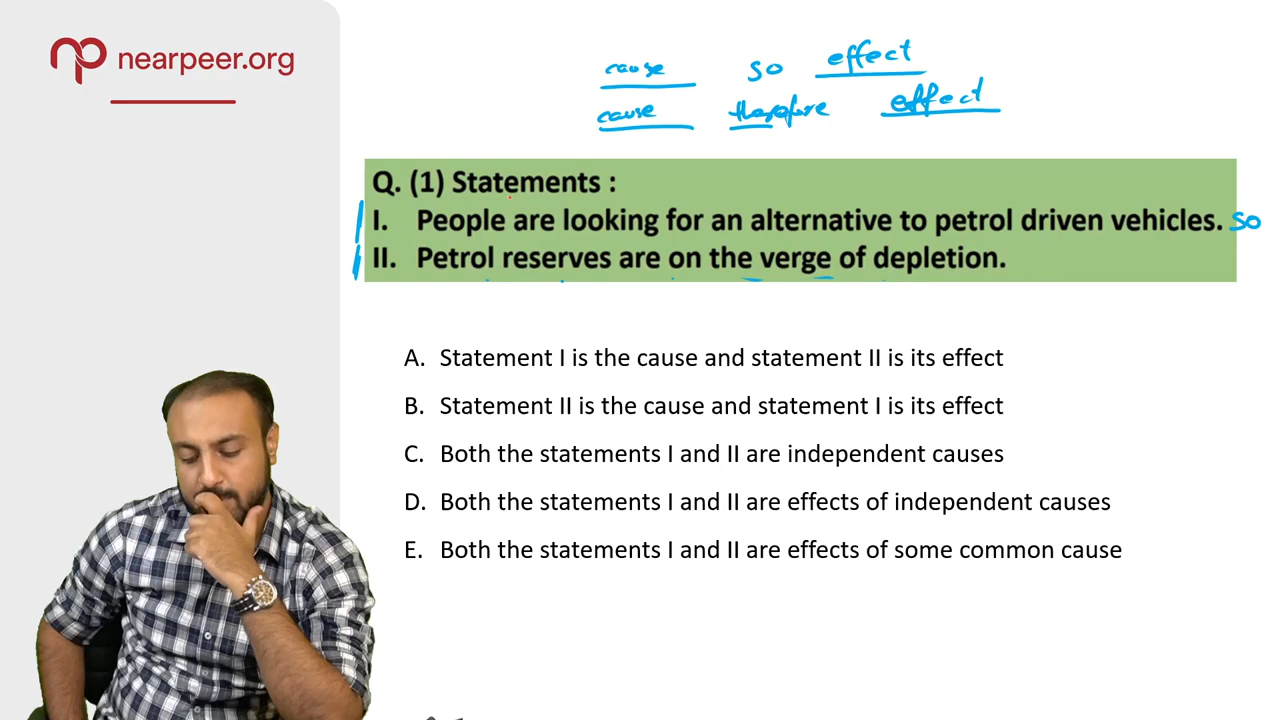 nearpeer.org
cause so effect
cause therefore effect
Q. (1) Statements :
I. People are looking for an alternative to petrol driven vehicles. so
II. Petrol reserves are on the verge of depletion.
A. Statement I is the cause and statement II is its effect
B. Statement II is the cause and statement I is its effect
C. Both the statements I and II are independent causes
D. Both the statements I and II are effects of independent causes
E. Both the statements I and II are effects of some common cause